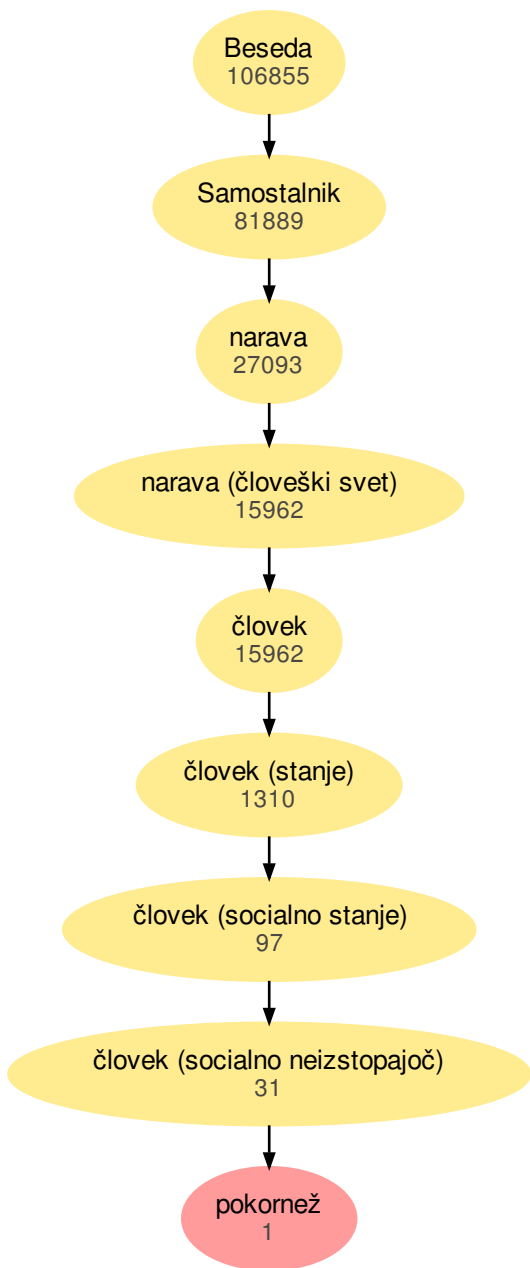 Beseda
106855
Samostalnik
81889
narava
27093
narava (človeški svet)
15962
človek
15962
človek (stanje)
1310
človek (socialno stanje)
97
človek (socialno neizstopajoč)
31
pokornež
1